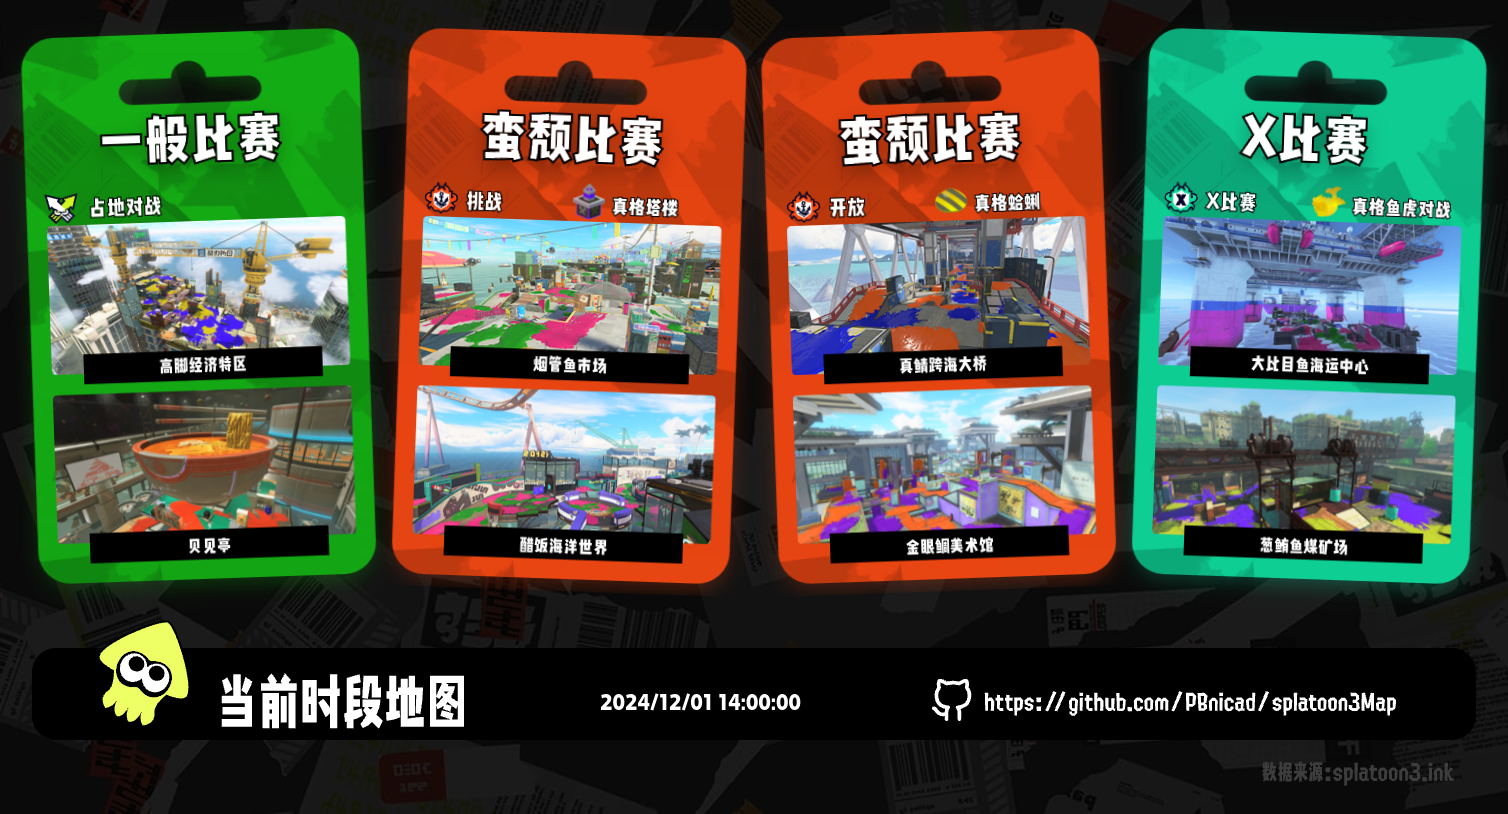 一般比赛
占地对战
高脚经济特区
贝见亭
蛮颓比赛
挑战
真格塔楼
烟管鱼市场
醋饭海洋世界
蛮颓比赛
开放
真格蛤蜊
真鲭跨海大桥
金眼鲷美术馆
X比赛
X比赛
真格鱼虎对战
大比目鱼海运中心
葱鲔鱼煤矿场
当前时段地图
2024/12/01 14:00:00
https://github.com/PBnicad/splatoon3Map
数据来源:splatoon3.ink